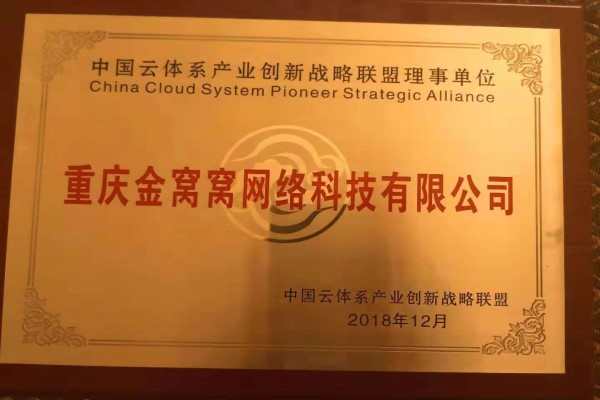 中国云体系产业创新战略联盟理事单位
China Cloud System Pioneer Strategic Alliance
重庆金窝窝网络科技有限公司
中国云体系产业创新战略联盟
2018年12月